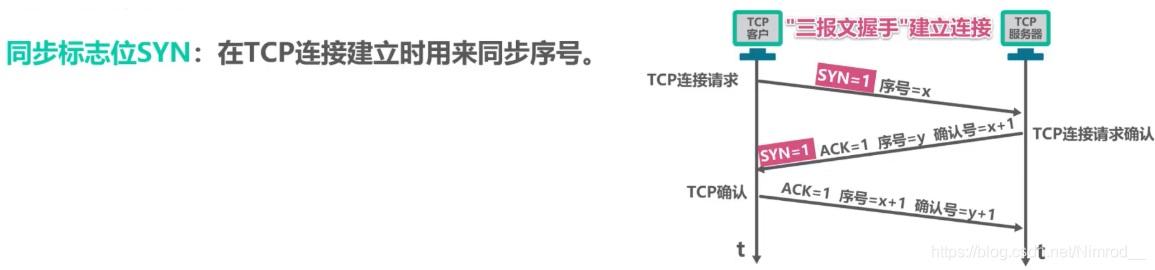 同步标志位SYN：在TCP连接建立时用来同步序号。
TCP
客户
"三报文握手"建立连接
TCP
服务器
TCP连接请求
SYN=1 序号=x
SYN=1 ACK=1 序号=y 确认号=x+1
TCP连接请求确认
TCP确认
ACK=1 序号=x+1 确认号=y+1
t
t
https://blog.csdn.net/Nimrod__